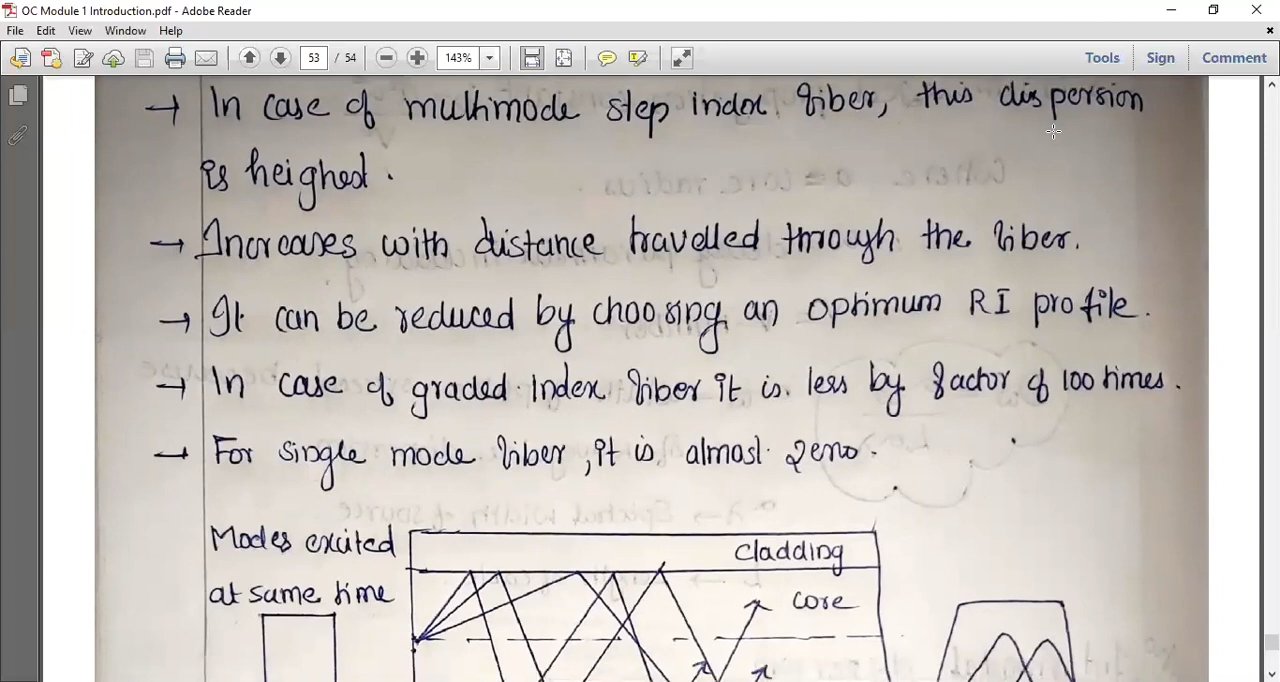 OC Module 1 Introduction.pdf - Adobe Reader
File Edit View Window Help
53 / 54 143% Tools Sign Comment
→ In case of multimode step index fiber, this dispersion
is heighest.
→ Increases with distance travelled through the fiber.
→ It can be reduced by choosing an optimum RI profile.
→ In case of graded index fiber it is less by factor of 100 times.
→ For single mode fiber, it is almost zero.
Modes excited
at same time
cladding
core